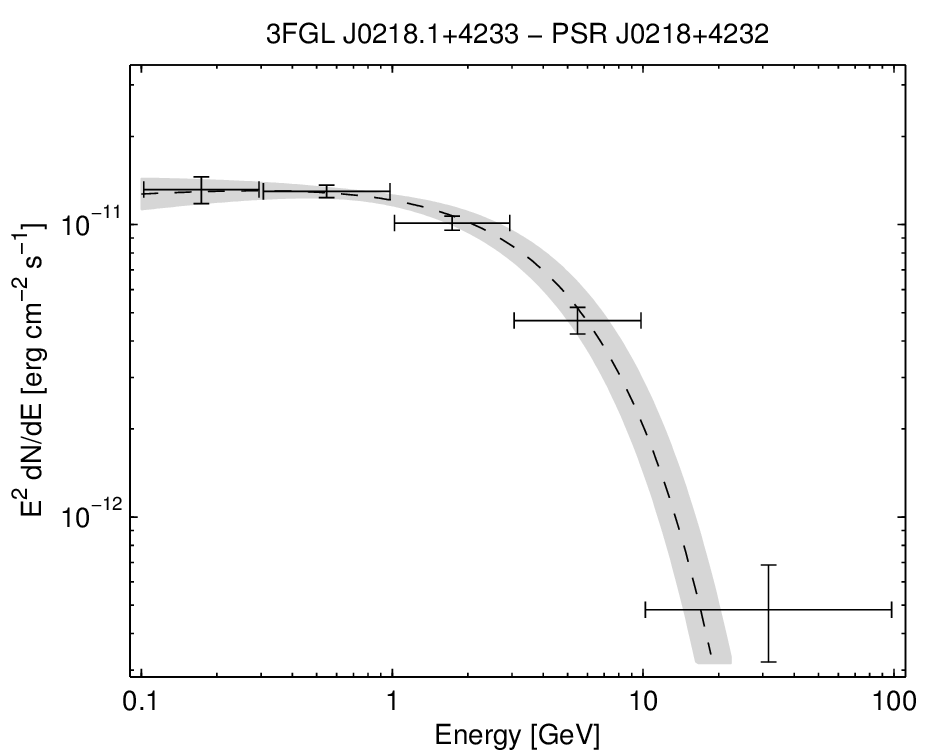 3FGL J0218.1+4233 − PSR J0218+4232
E² dN/dE [erg cm⁻² s⁻¹]
10⁻¹¹
10⁻¹²
0.1 1 10 100
Energy [GeV]